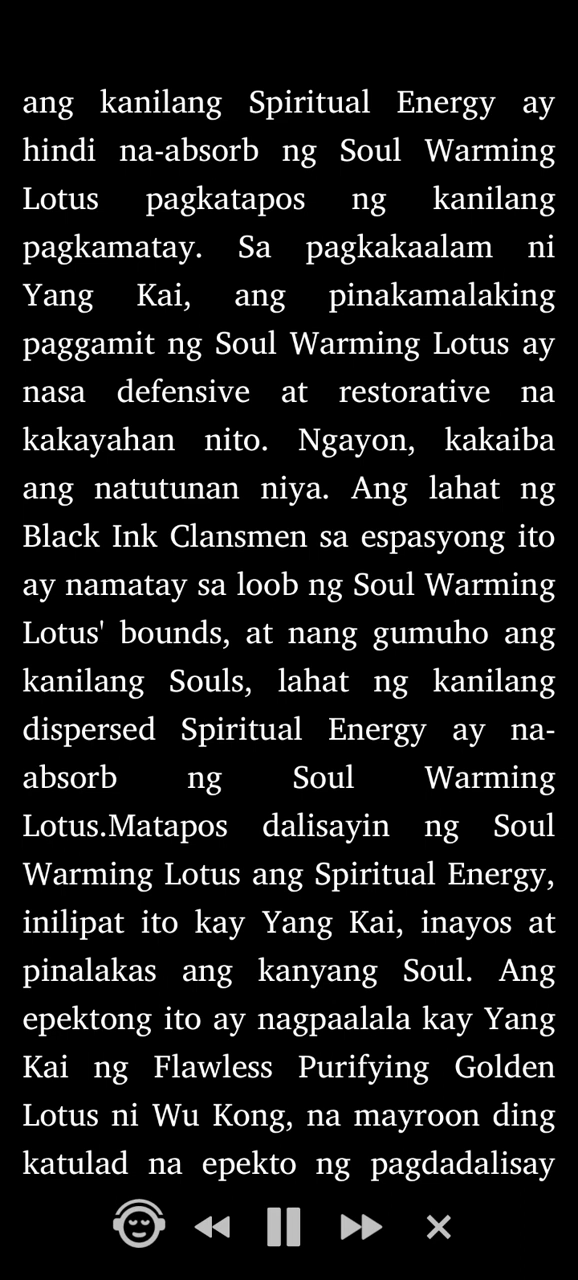 ang kanilang Spiritual Energy ay
hindi na-absorb ng Soul Warming
Lotus pagkatapos ng kanilang
pagkamatay. Sa pagkakaalam ni
Yang Kai, ang pinakamalaking
paggamit ng Soul Warming Lotus ay
nasa defensive at restorative na
kakayahan nito. Ngayon, kakaiba
ang natutunan niya. Ang lahat ng
Black Ink Clansmen sa espasyong ito
ay namatay sa loob ng Soul Warming
Lotus' bounds, at nang gumuho ang
kanilang Souls, lahat ng kanilang
dispersed Spiritual Energy ay na-
absorb ng Soul Warming
Lotus.Matapos dalisayin ng Soul
Warming Lotus ang Spiritual Energy,
inilipat ito kay Yang Kai, inayos at
pinalakas ang kanyang Soul. Ang
epektong ito ay nagpaalala kay Yang
Kai ng Flawless Purifying Golden
Lotus ni Wu Kong, na mayroon ding
katulad na epekto ng pagdadalisay